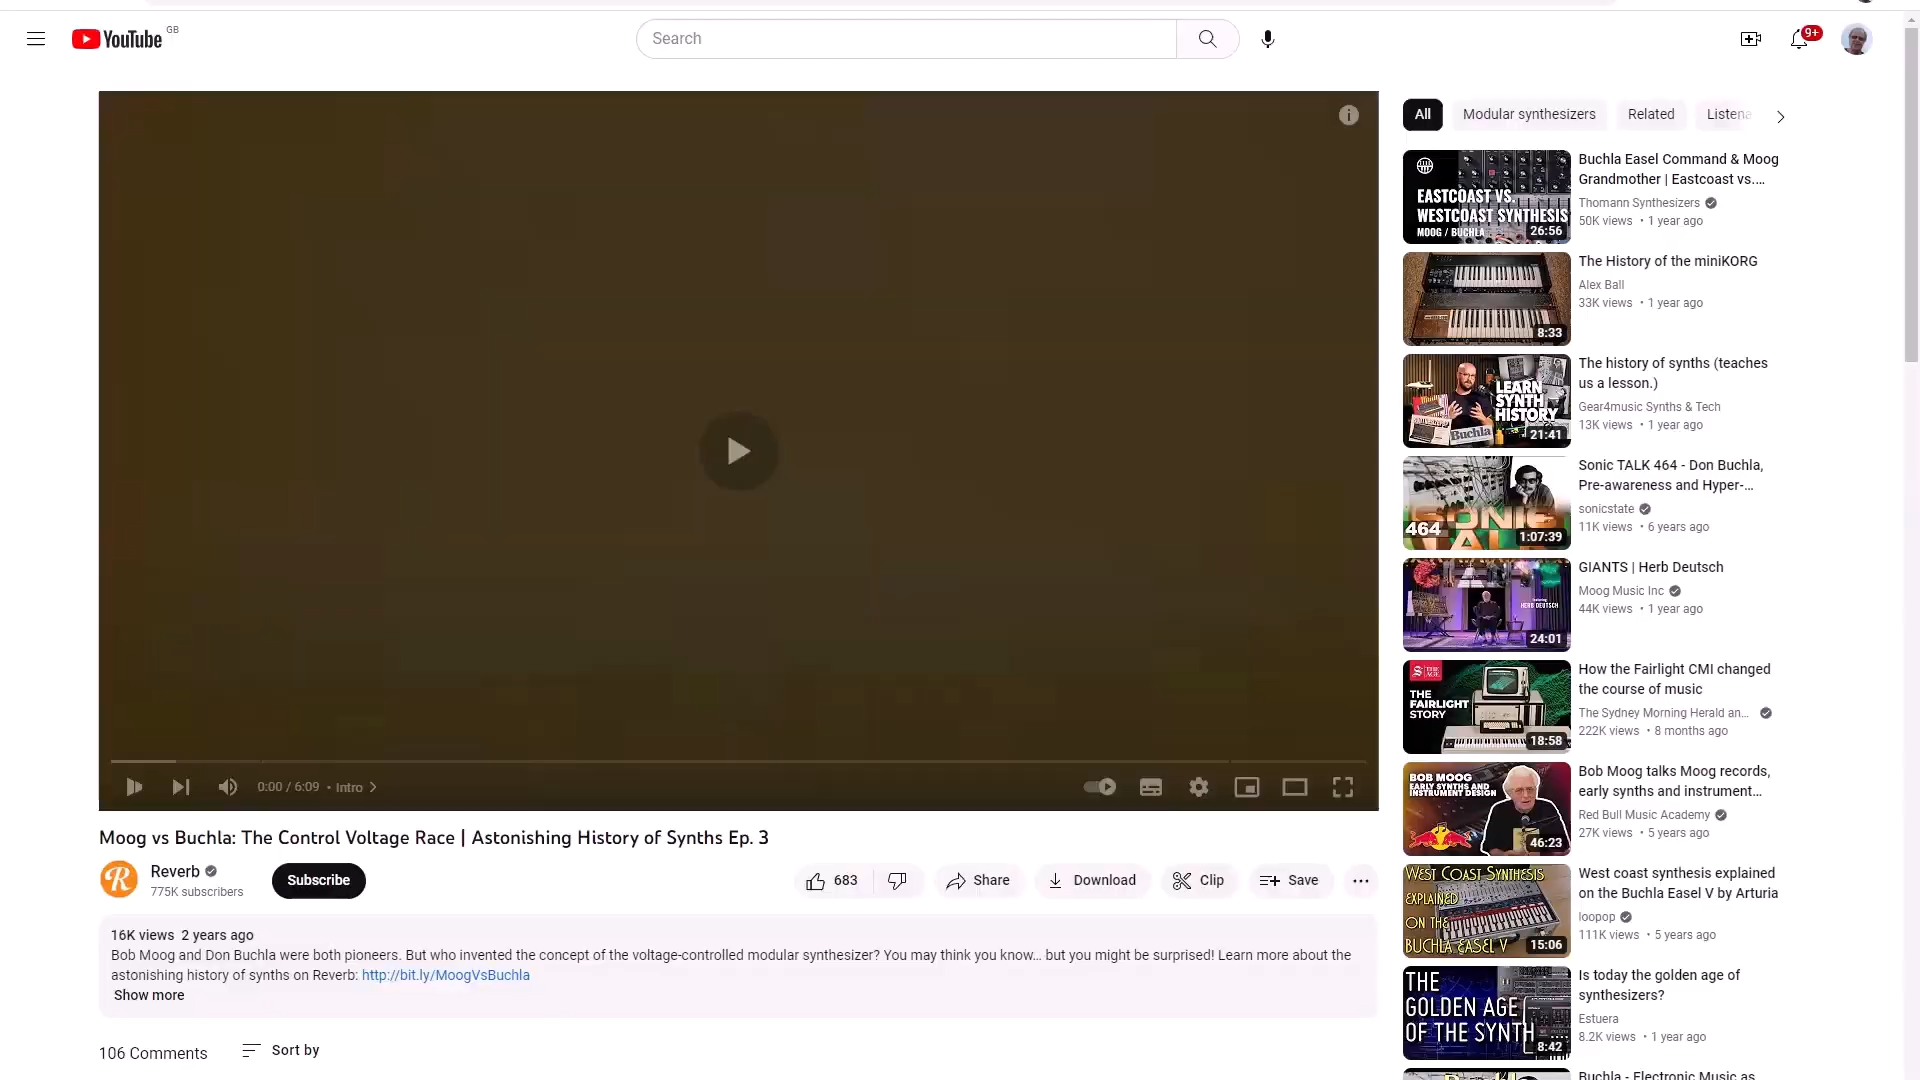 YouTube GB
Search
9+
All
Modular synthesizers
Related
Listena
0:00 / 6:09 • Intro
Moog vs Buchla: The Control Voltage Race | Astonishing History of Synths Ep. 3
Reverb
775K subscribers
Subscribe
683
Share
Download
Clip
Save
16K views 2 years ago
Bob Moog and Don Buchla were both pioneers. But who invented the concept of the voltage-controlled modular synthesizer? You may think you know... but you might be surprised! Learn more about the
astonishing history of synths on Reverb: http://bit.ly/MoogVsBuchla
Show more
106 Comments
Sort by
EASTCOAST VS.
WESTCOAST SYNTHESIS
MOOG / BUCHLA
26:56
Buchla Easel Command & Moog
Grandmother | Eastcoast vs....
Thomann Synthesizers
50K views • 1 year ago
8:33
The History of the miniKORG
Alex Ball
33K views • 1 year ago
LEARN
SYNTH
HISTORY
Buchla
21:41
The history of synths (teaches
us a lesson.)
Gear4music Synths & Tech
13K views • 1 year ago
464
SONIC
TALK
1:07:39
Sonic TALK 464 - Don Buchla,
Pre-awareness and Hyper-...
sonicstate
11K views • 6 years ago
HERB DEUTSCH
24:01
GIANTS | Herb Deutsch
Moog Music Inc
44K views • 1 year ago
THE
FAIRLIGHT
STORY
18:58
How the Fairlight CMI changed
the course of music
The Sydney Morning Herald an...
222K views • 8 months ago
BOB MOOG
EARLY SYNTHS AND
INSTRUMENT DESIGN
46:23
Bob Moog talks Moog records,
early synths and instrument...
Red Bull Music Academy
27K views • 5 years ago
WEST COAST SYNTHESIS
EXPLAINED
ON THE
BUCHLA EASEL V
15:06
West coast synthesis explained
on the Buchla Easel V by Arturia
loopop
111K views • 5 years ago
THE
GOLDEN AGE
OF THE SYNTH...
8:42
Is today the golden age of
synthesizers?
Estuera
8.2K views • 1 year ago
Buchla - Electronic Music as